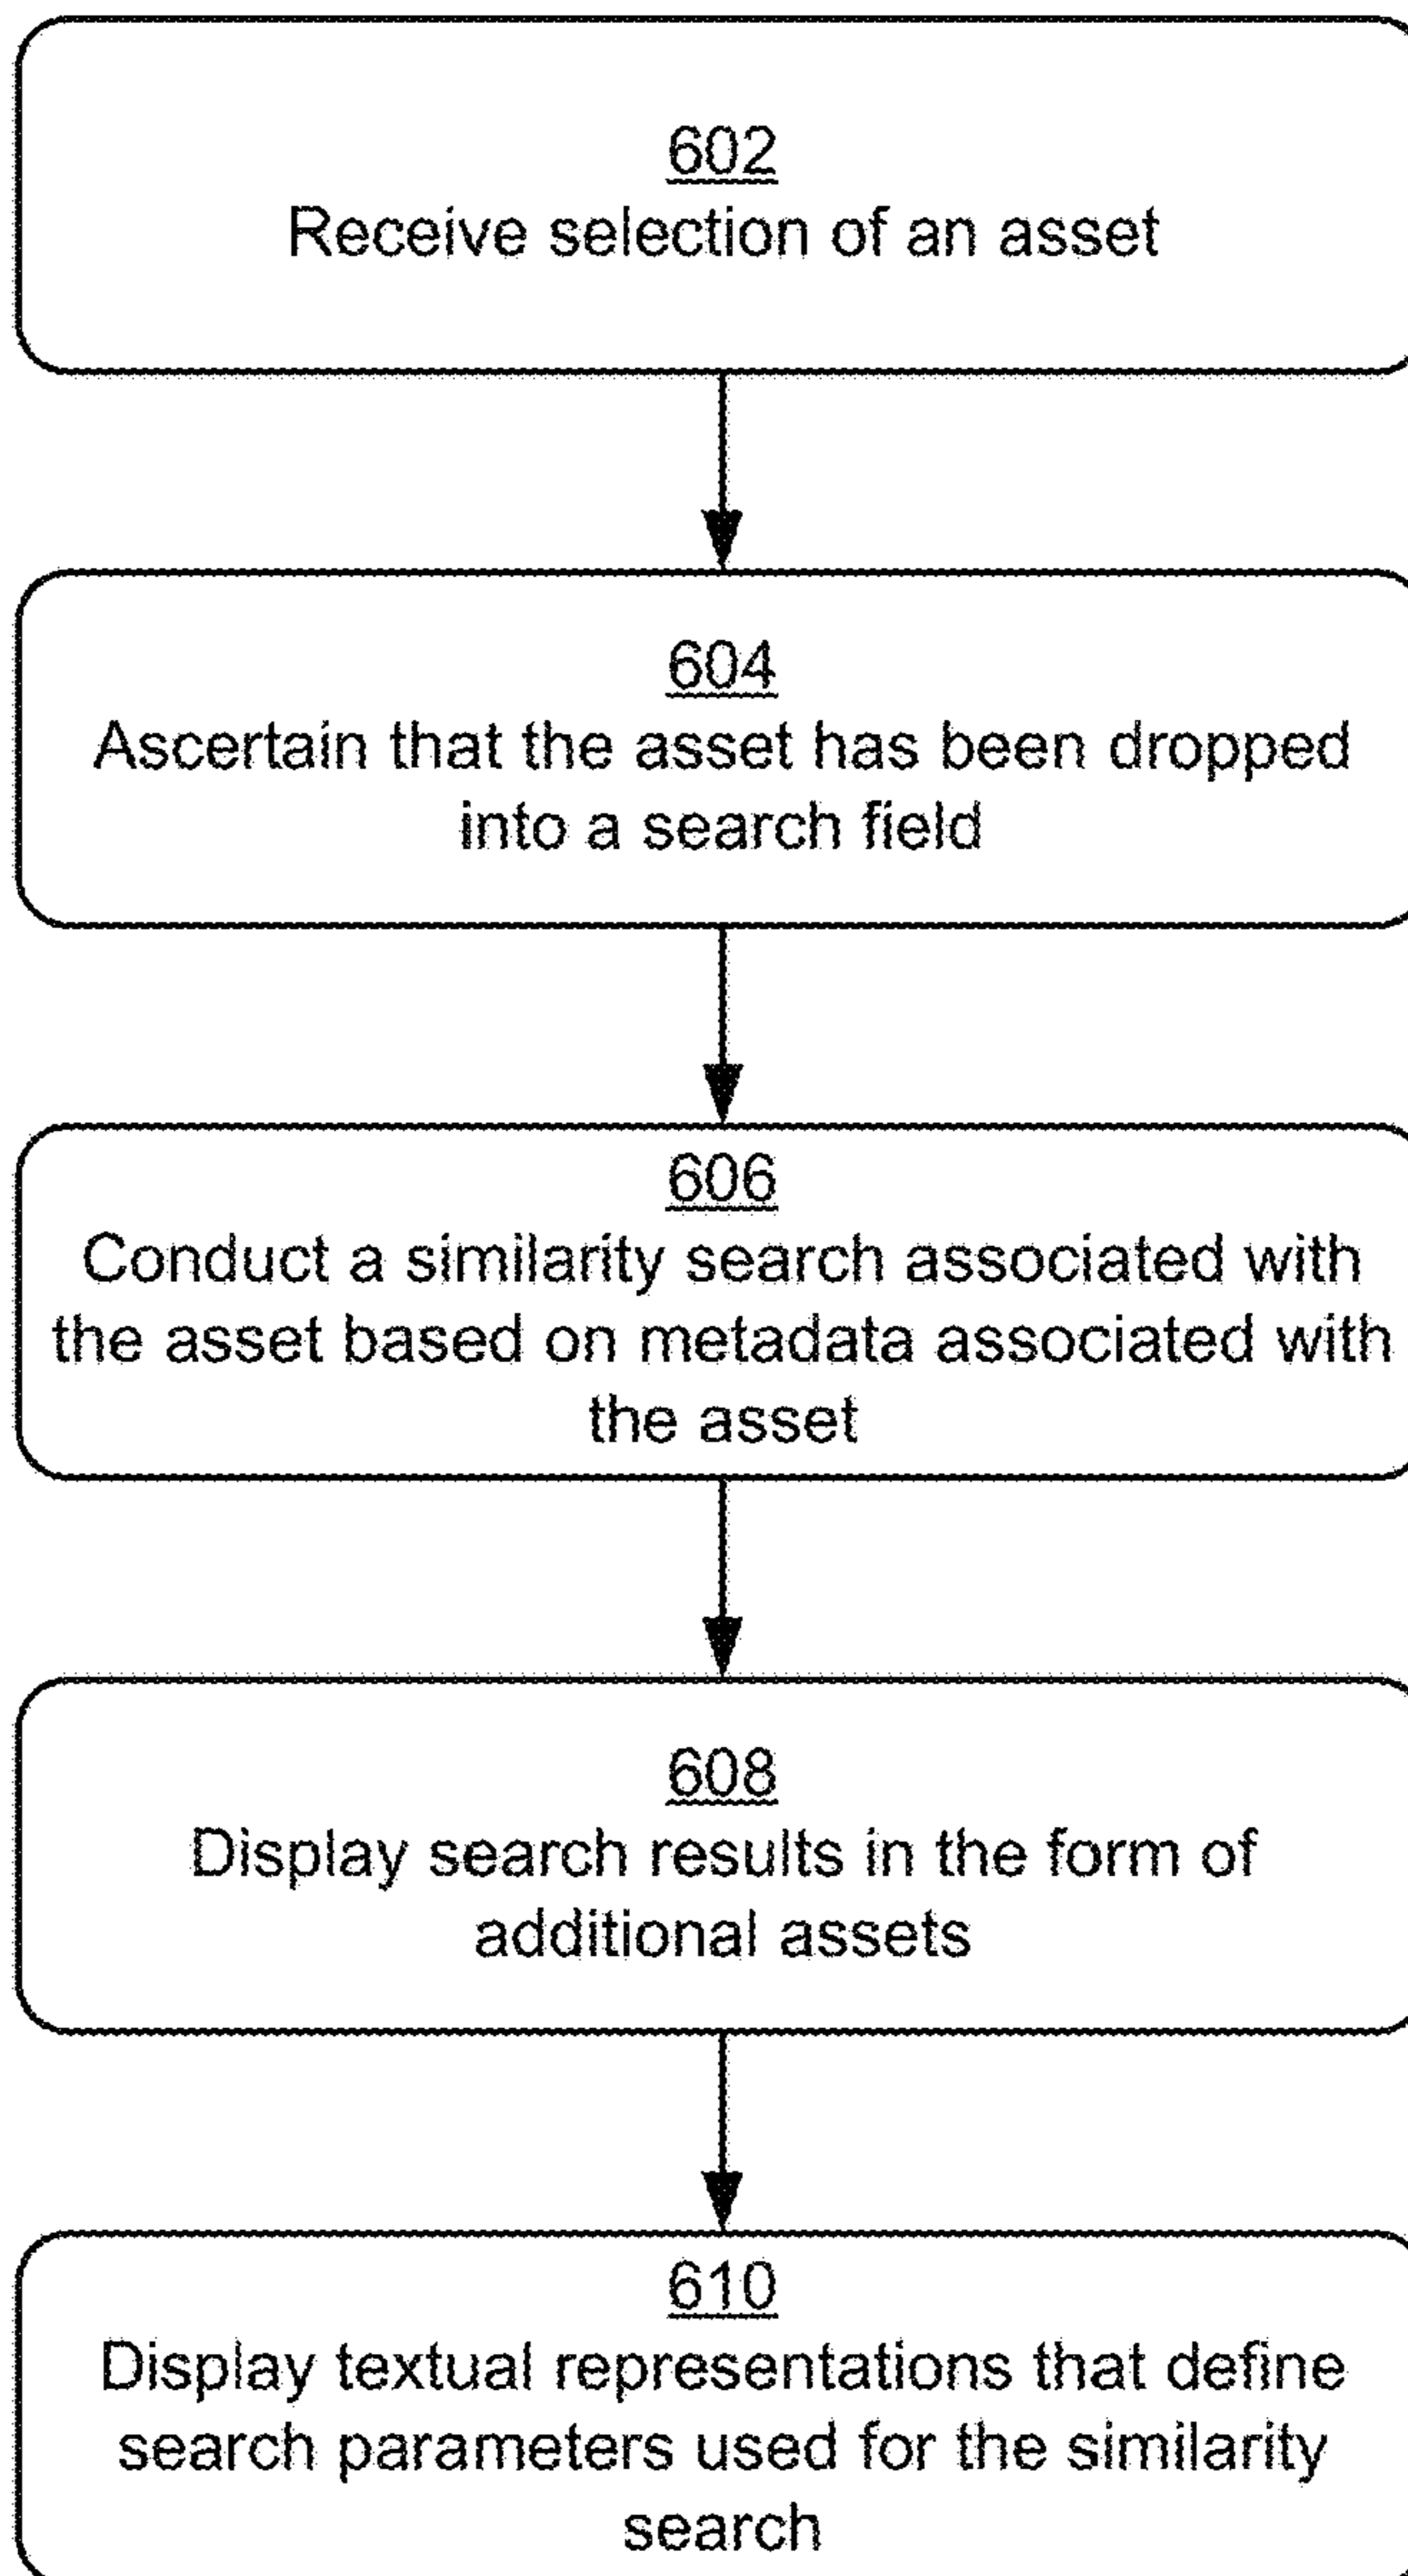 602
Receive selection of an asset
604
Ascertain that the asset has been dropped
into a search field
606
Conduct a similarity search associated with
the asset based on metadata associated with
the asset
608
Display search results in the form of
additional assets
610
Display textual representations that define
search parameters used for the similarity
search